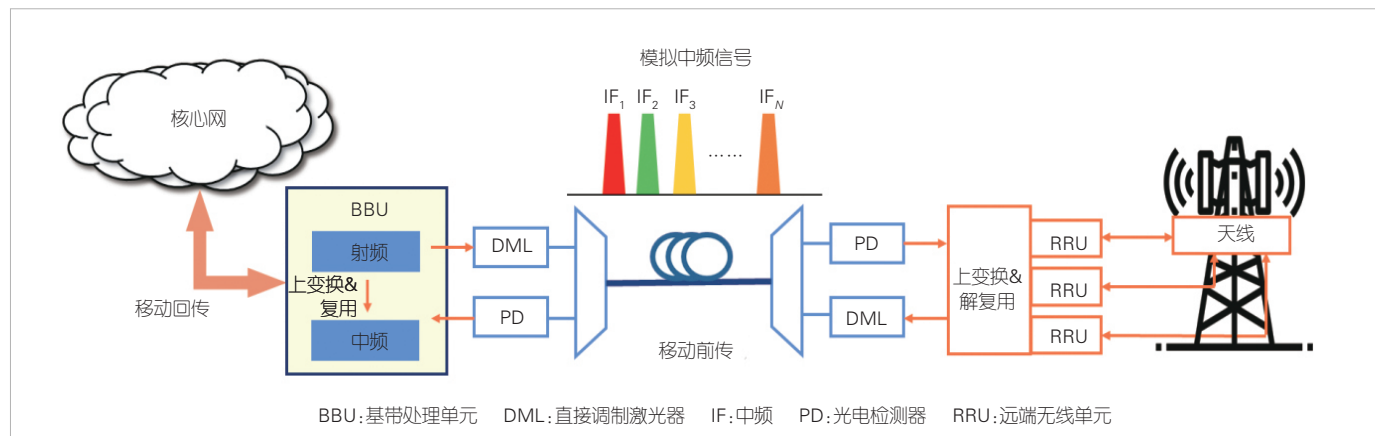 模拟中频信号
核心网
IF1 IF2 IF3 …… IFN
BBU
射频
上变换&
复用
中频
移动回传
DML
PD
移动前传
PD
DML
上变换&
解复用
RRU
RRU
RRU
天线
BBU:基带处理单元 DML:直接调制激光器 IF:中频 PD:光电检测器 RRU:远端无线单元